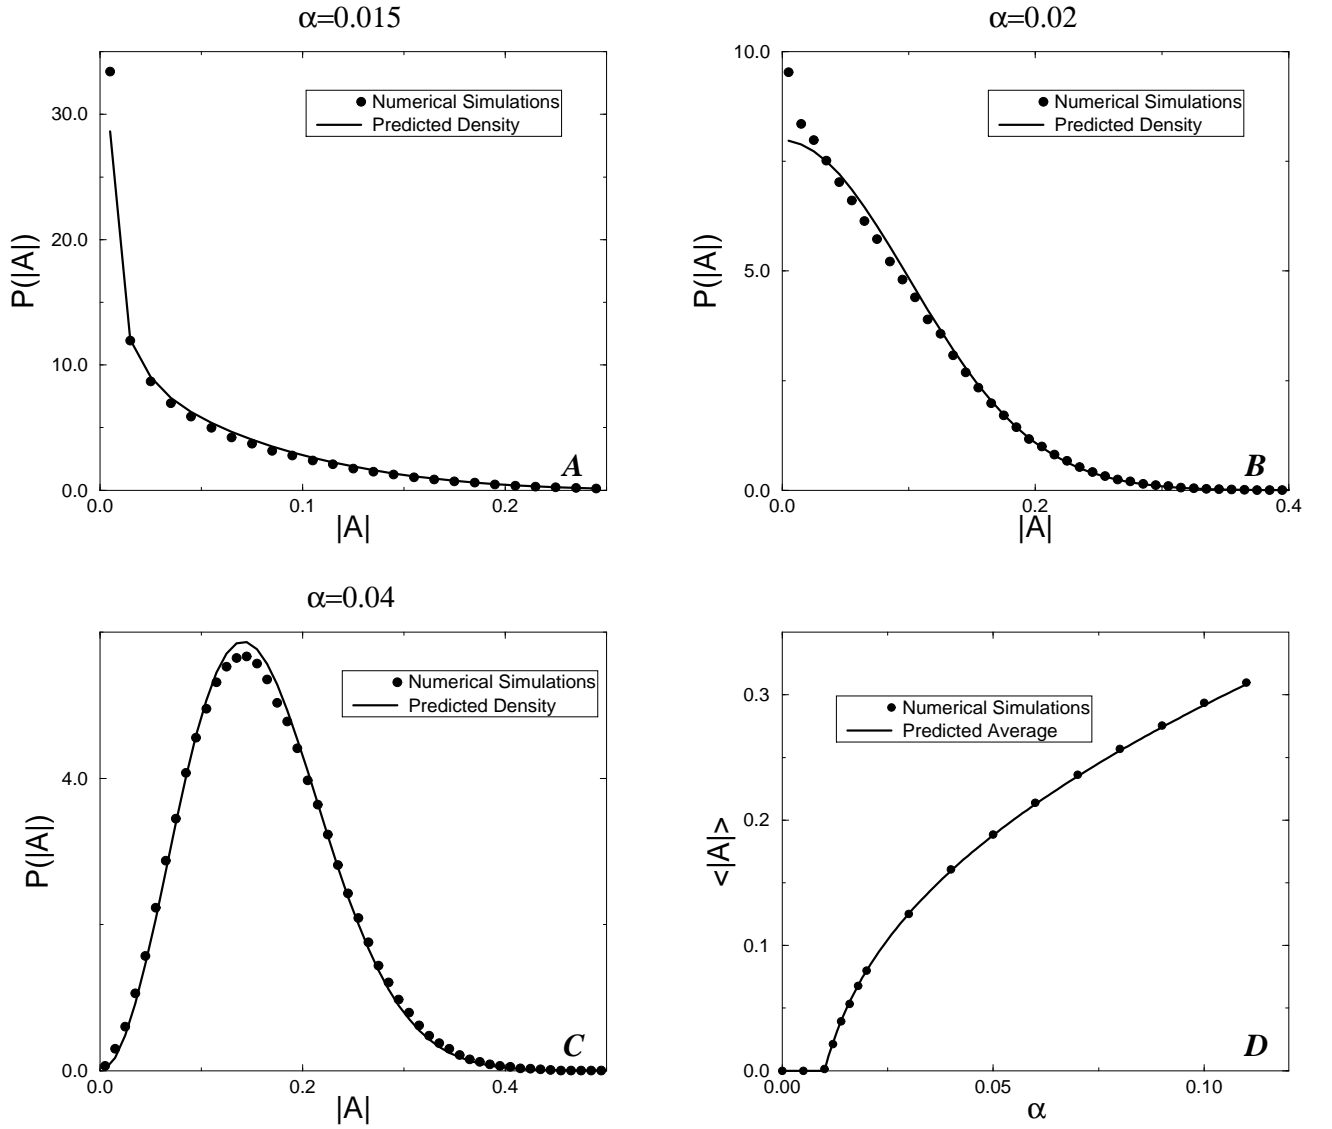 α=0.015
30.0
20.0
10.0
0.0
P(|A|)
Numerical Simulations
Predicted Density
A
0.0 0.1 0.2
|A|
α=0.02
10.0
5.0
0.0
P(|A|)
Numerical Simulations
Predicted Density
B
0.0 0.2 0.4
|A|
α=0.04
4.0
0.0
P(|A|)
Numerical Simulations
Predicted Density
C
0.0 0.2 0.4
|A|
0.3
0.2
0.1
0.0
<|A|>
Numerical Simulations
Predicted Average
D
0.00 0.05 0.10
α